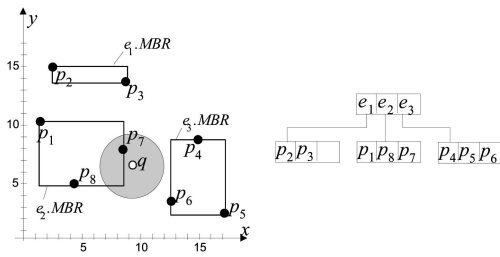 y
e1.MBR
15
p2
p3
e3.MBR
e1 e2 e3
10
p1
p7
p4
q
p2 p3
p1 p8 p7
p4 p5 p6
5
p8
p6
e2.MBR
p5
5
10
15
x